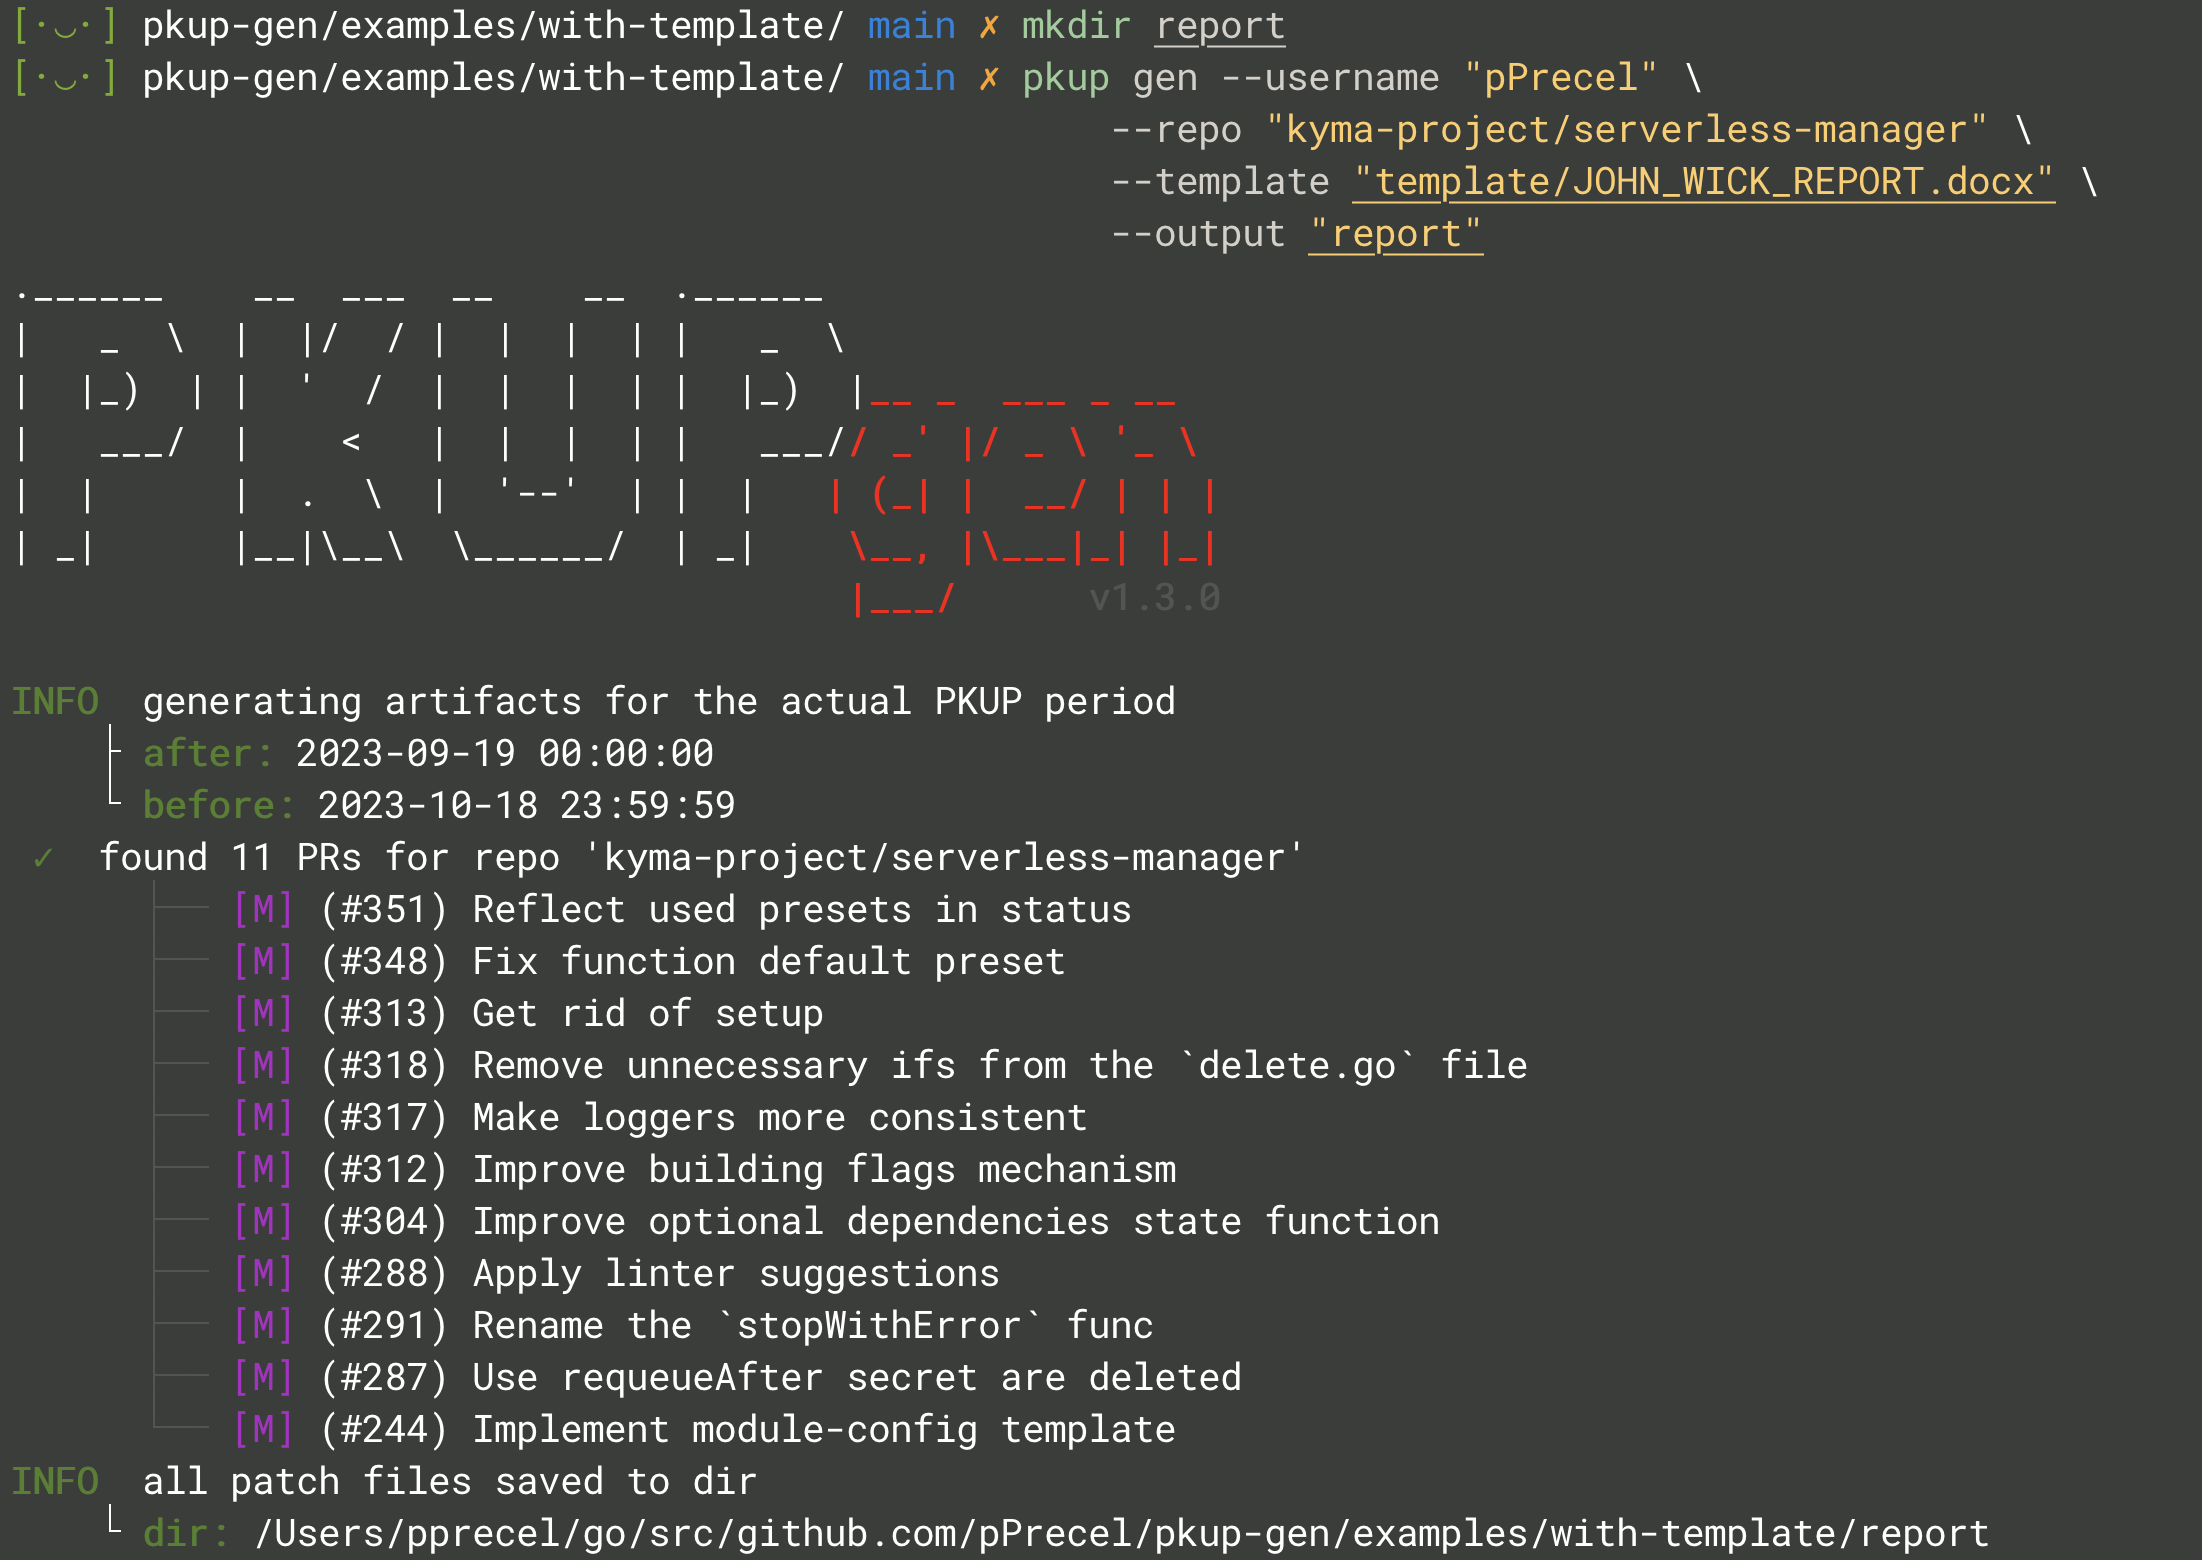 [·◡·] pkup-gen/examples/with-template/ main ✗ mkdir report
[·◡·] pkup-gen/examples/with-template/ main ✗ pkup gen --username "pPrecel" \
--repo "kyma-project/serverless-manager" \
--template "template/JOHN_WICK_REPORT.docx" \
--output "report"
PKUP gen
v1.3.0
INFO generating artifacts for the actual PKUP period
├ after: 2023-09-19 00:00:00
└ before: 2023-10-18 23:59:59
✓ found 11 PRs for repo 'kyma-project/serverless-manager'
├── [M] (#351) Reflect used presets in status
├── [M] (#348) Fix function default preset
├── [M] (#313) Get rid of setup
├── [M] (#318) Remove unnecessary ifs from the `delete.go` file
├── [M] (#317) Make loggers more consistent
├── [M] (#312) Improve building flags mechanism
├── [M] (#304) Improve optional dependencies state function
├── [M] (#288) Apply linter suggestions
├── [M] (#291) Rename the `stopWithError` func
├── [M] (#287) Use requeueAfter secret are deleted
└── [M] (#244) Implement module-config template
INFO all patch files saved to dir
└ dir: /Users/pprecel/go/src/github.com/pPrecel/pkup-gen/examples/with-template/report